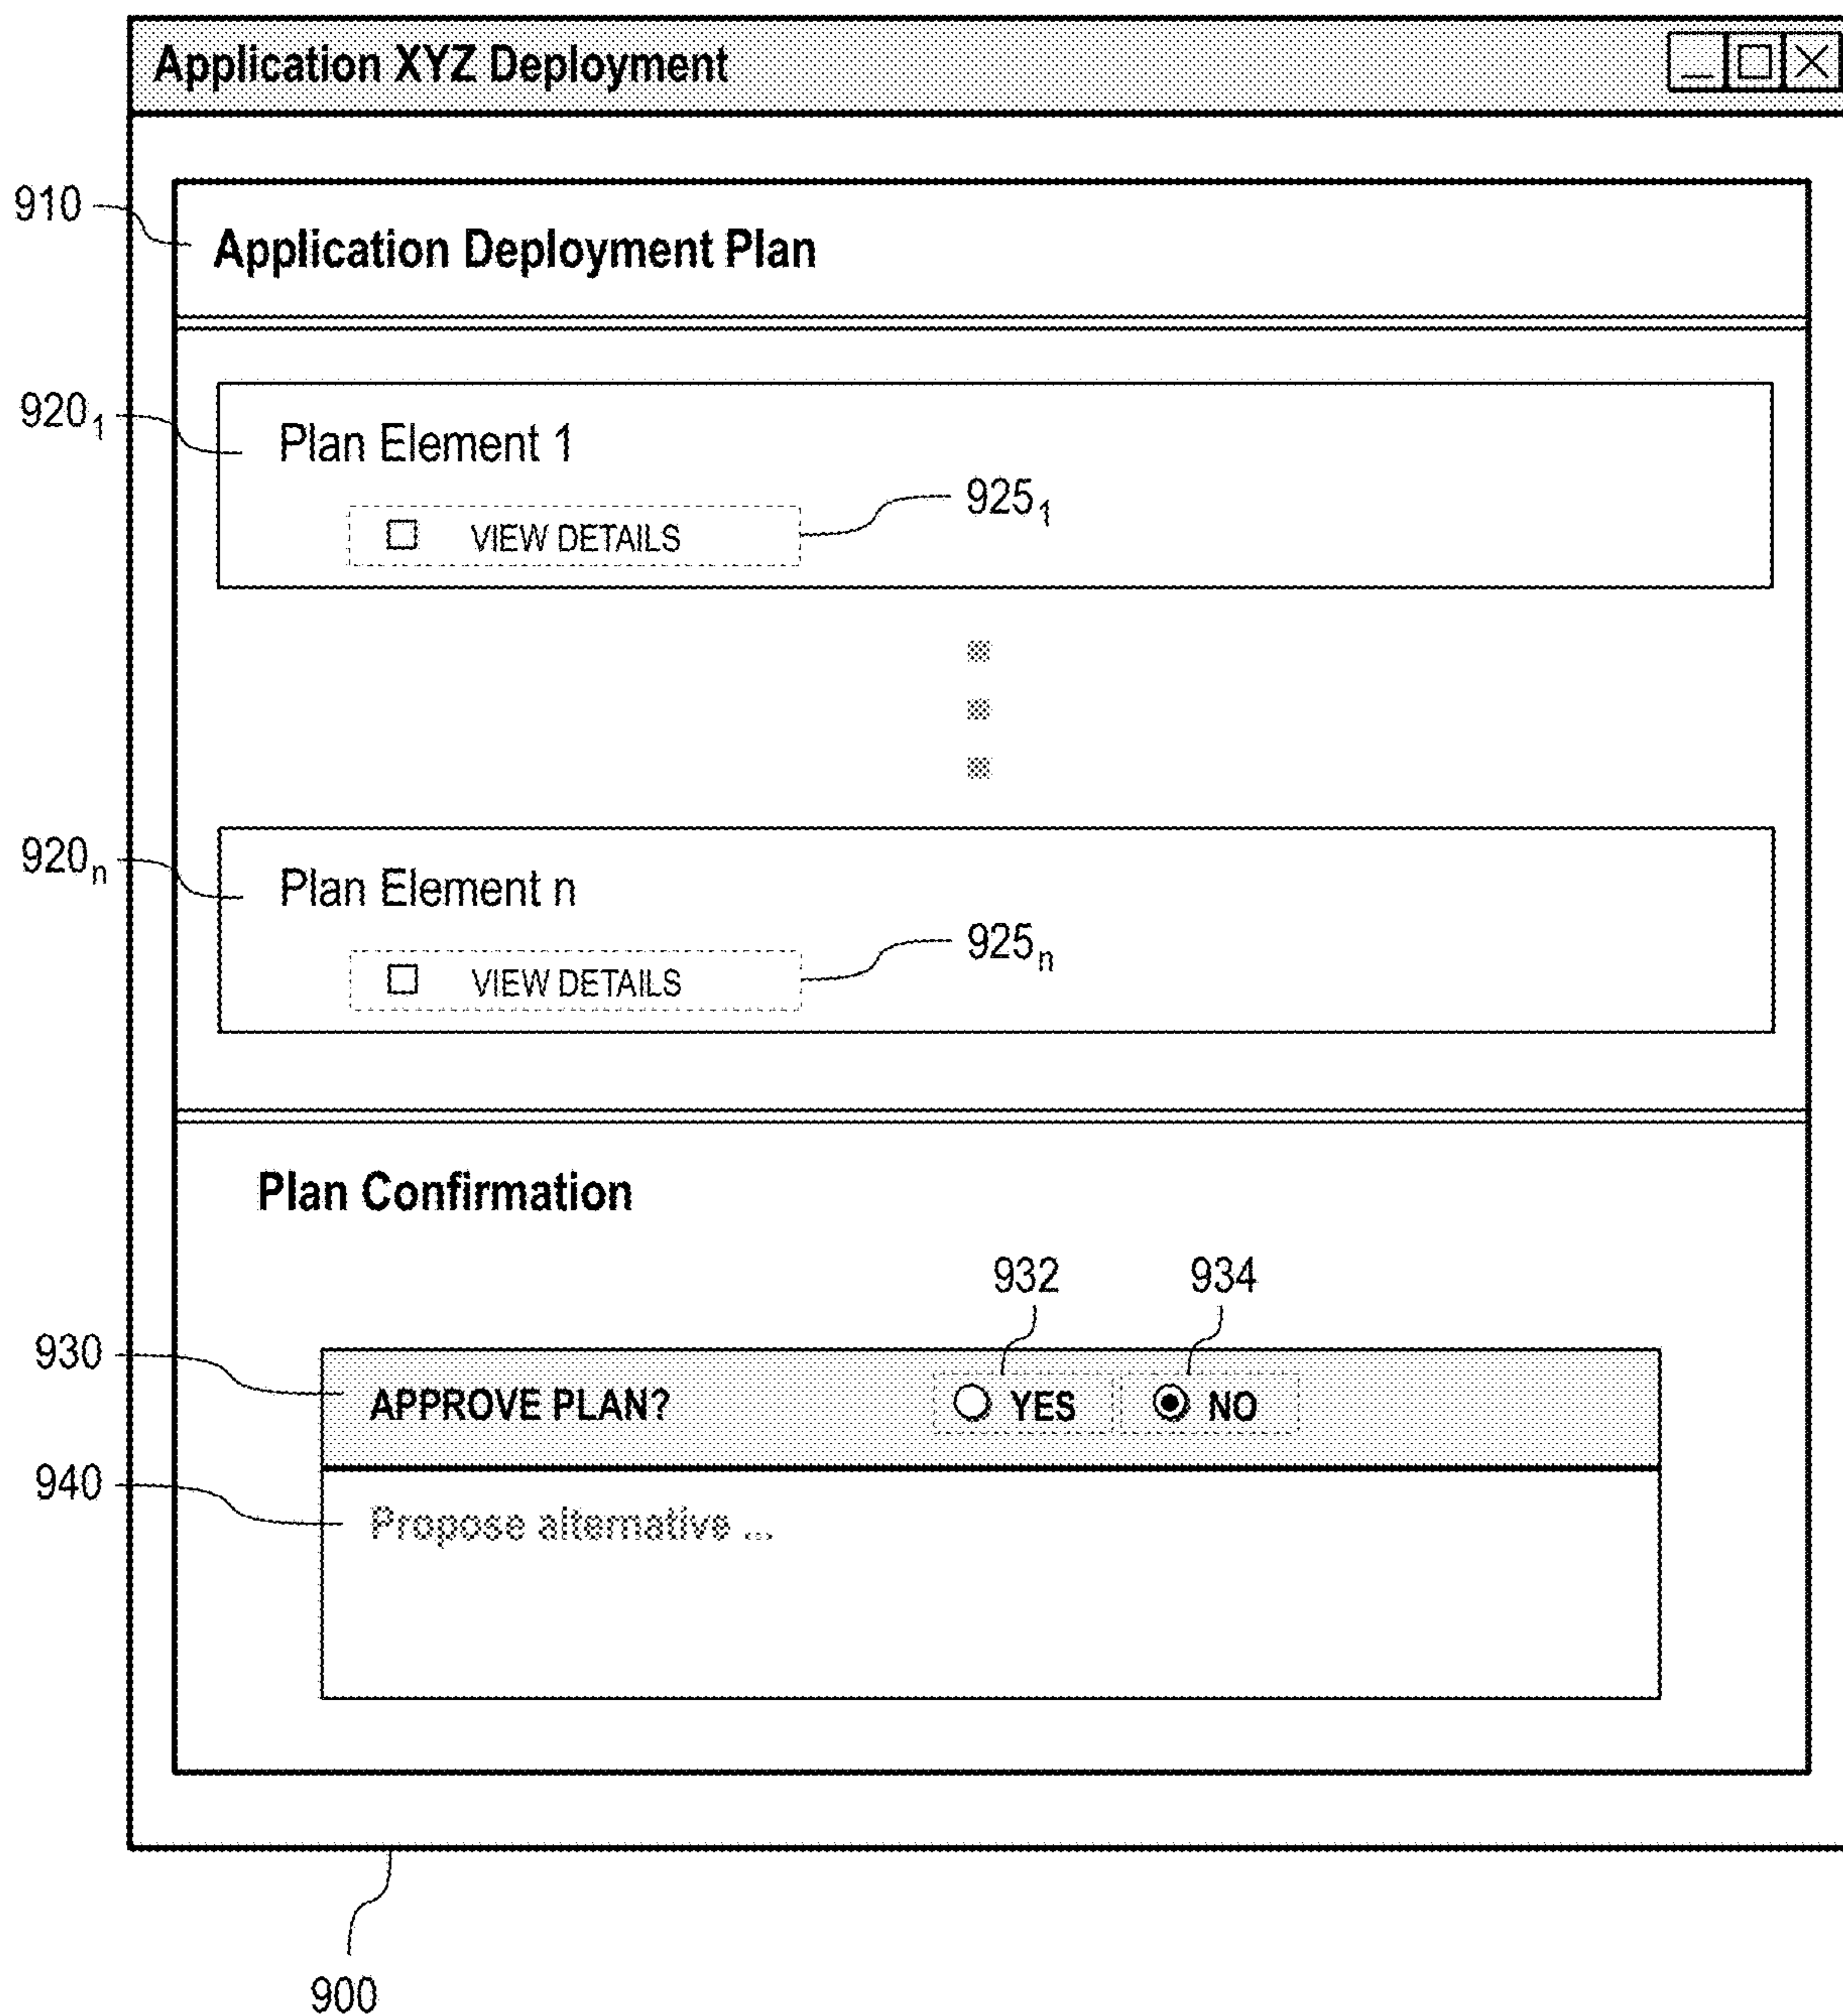 Application XYZ Deployment
910
Application Deployment Plan
920₁
Plan Element 1
925₁
VIEW DETAILS
920ₙ
Plan Element n
925ₙ
VIEW DETAILS
Plan Confirmation
932 934
930
APPROVE PLAN? YES NO
940
Propose alternative ...
900